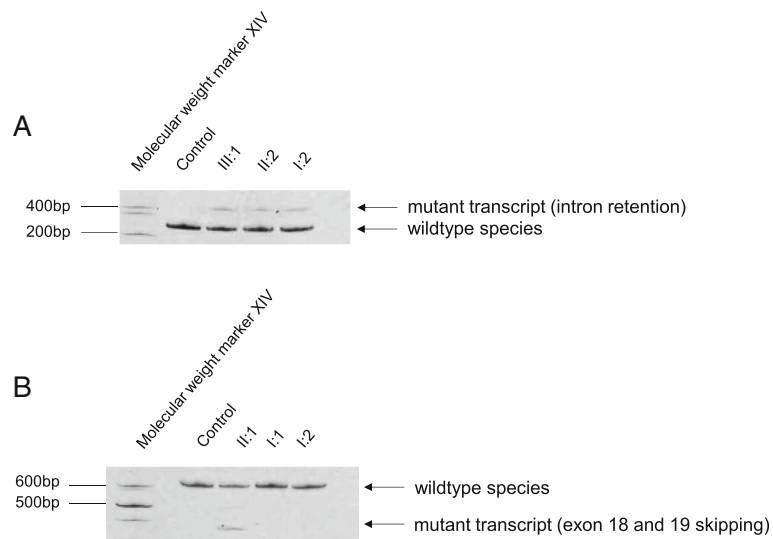 A
Molecular weight marker XIV
Control
III:1
II:2
I:2
400bp
mutant transcript (intron retention)
200bp
wildtype species
B
Molecular weight marker XIV
Control
II:1
I:1
I:2
600bp
wildtype species
500bp
mutant transcript (exon 18 and 19 skipping)